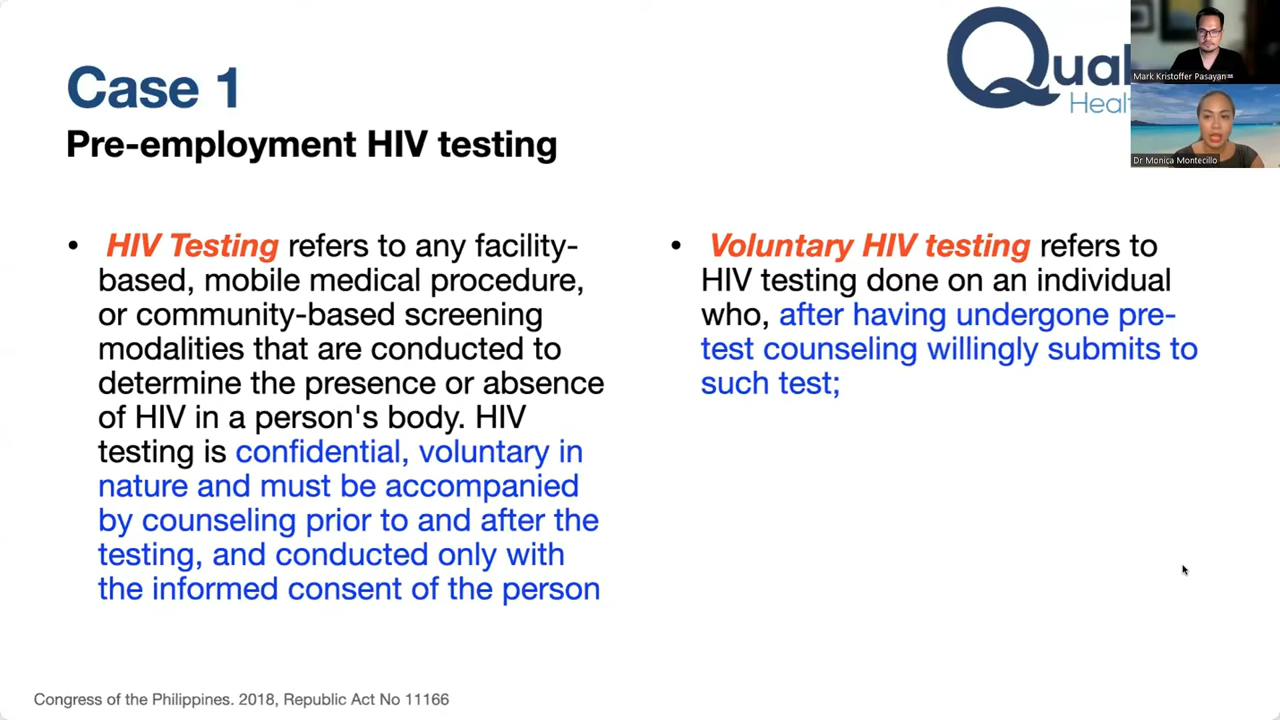 Case 1
Pre-employment HIV testing
Qual
Healt
Mark Kristoffer Pasayan
Dr Monica Montecillo
• HIV Testing refers to any facility-
based, mobile medical procedure,
or community-based screening
modalities that are conducted to
determine the presence or absence
of HIV in a person's body. HIV
testing is confidential, voluntary in
nature and must be accompanied
by counseling prior to and after the
testing, and conducted only with
the informed consent of the person
• Voluntary HIV testing refers to
HIV testing done on an individual
who, after having undergone pre-
test counseling willingly submits to
such test;
Congress of the Philippines. 2018, Republic Act No 11166